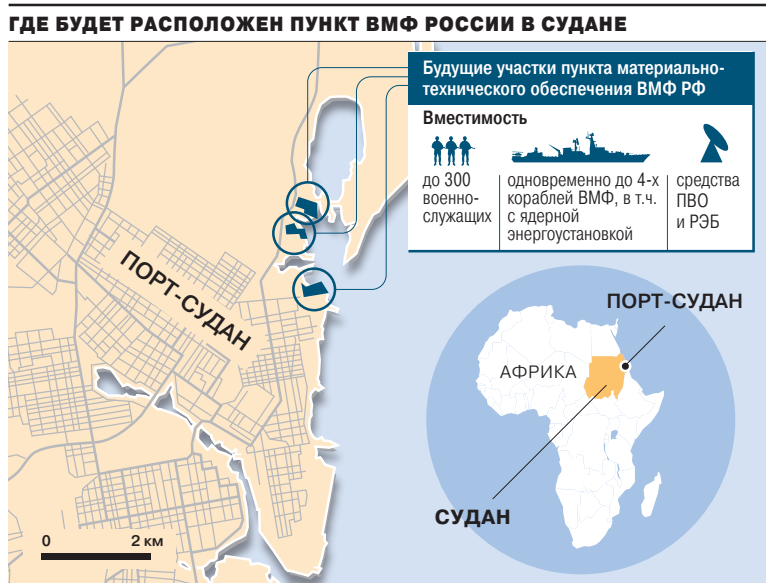 ГДЕ БУДЕТ РАСПОЛОЖЕН ПУНКТ ВМФ РОССИИ В СУДАНЕ
Будущие участки пункта материально-
технического обеспечения ВМФ РФ
Вместимость
до 300
военно-
служащих
одновременно до 4-х
кораблей ВМФ, в т.ч.
с ядерной
энергоустановкой
средства
ПВО
и РЭБ
ПОРТ-СУДАН
ПОРТ-СУДАН
АФРИКА
СУДАН
0 2 км